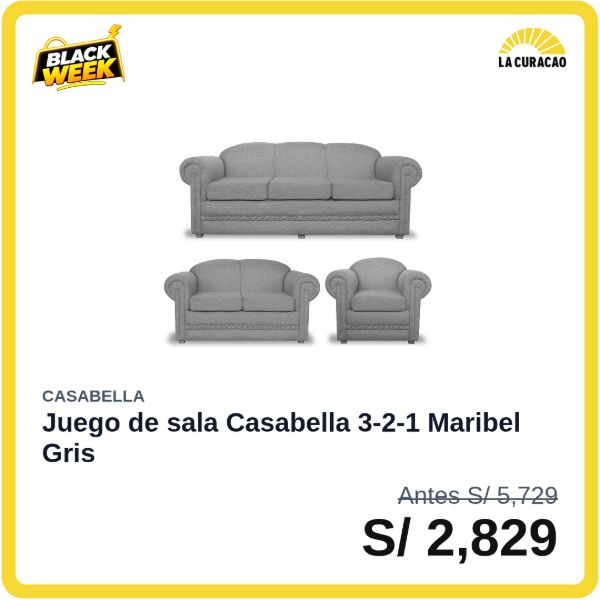 BLACK
WEEK
LA CURACAO
CASABELLA
Juego de sala Casabella 3-2-1 Maribel
Gris
Antes S/ 5,729
S/ 2,829